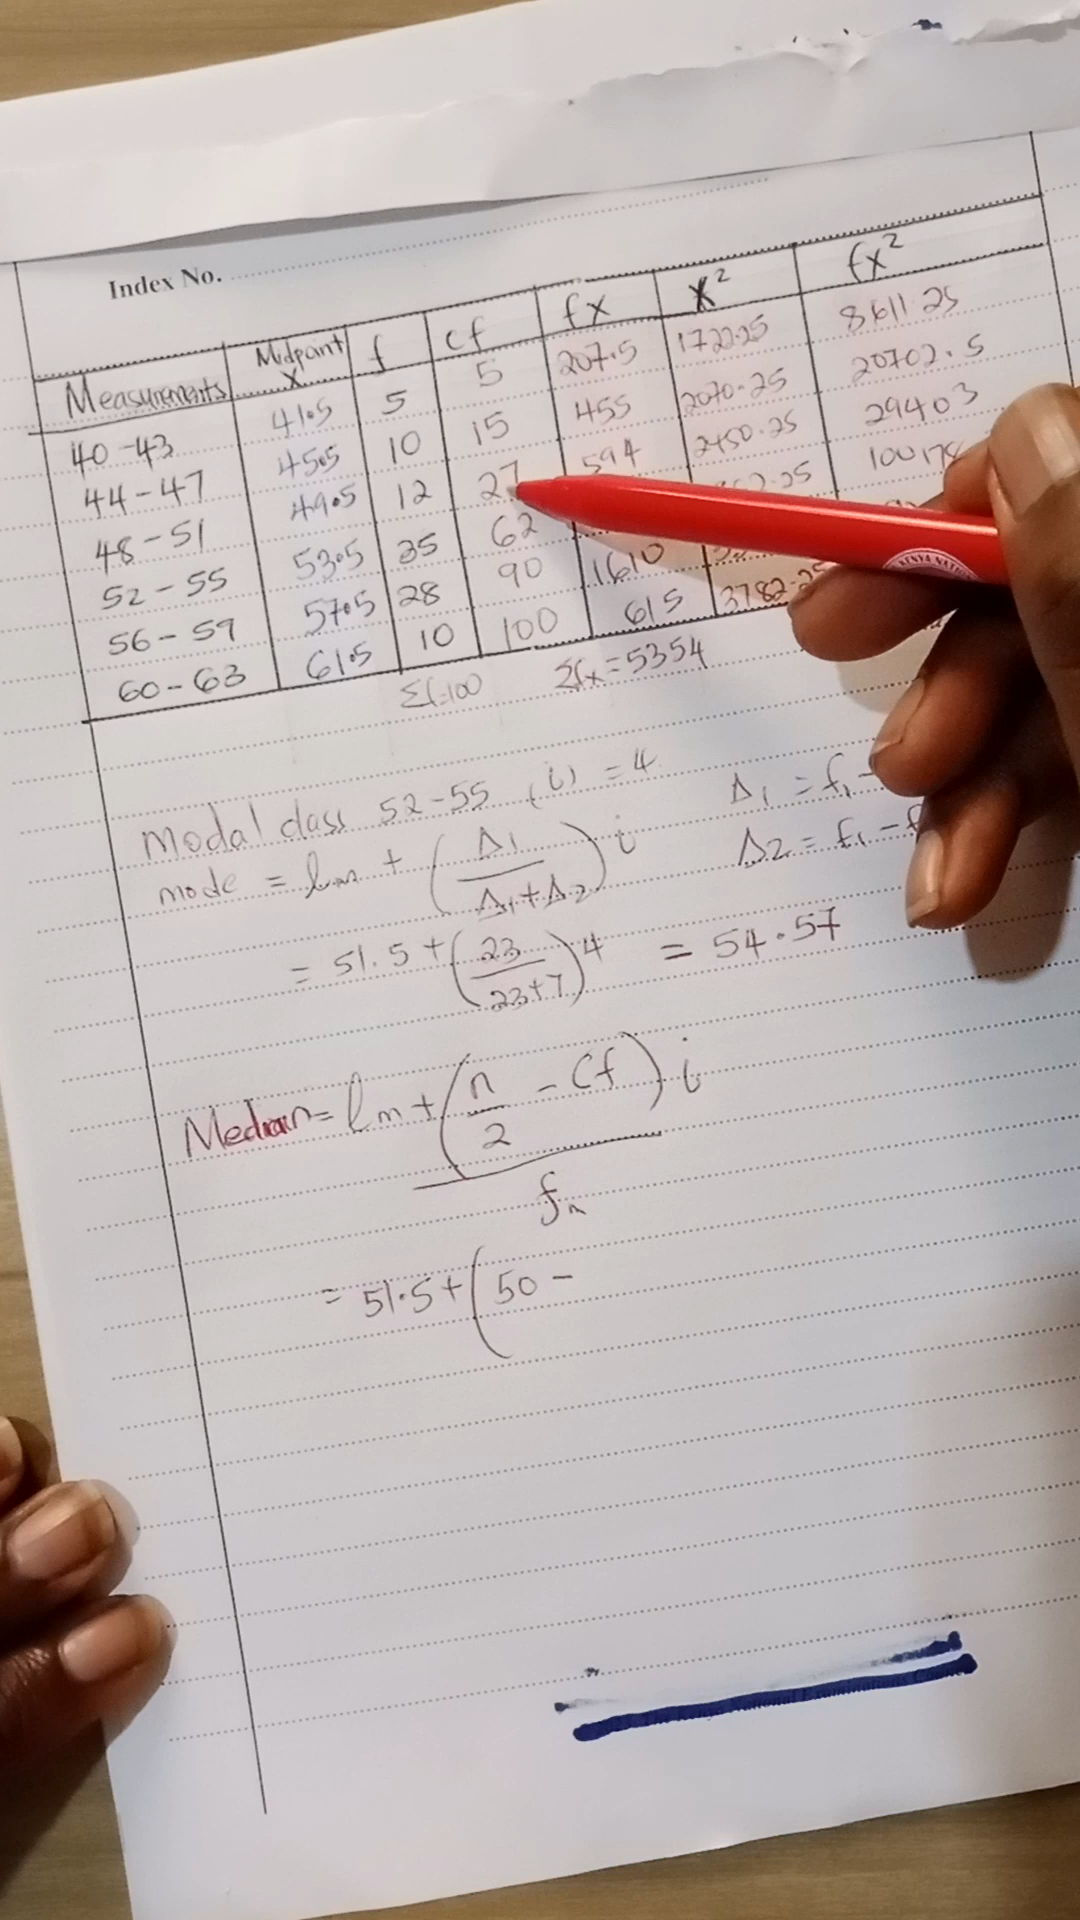 Index No.
Measurements Midpoint x f cf fx x² fx²
40-43 41.5 5 5 207.5 1722.25 8611.25
44-47 45.5 10 15 455 2070.25 20702.5
48-51 49.5 12 27 594 2450.25 29403
52-55 53.5 35 62
56-59 57.5 28 90 1610
60-63 61.5 10 100 615 3782.25
Σf=100 Σfx=5354
Modal class 52-55 (i) = 4
mode = Lm + (Δ1/Δ1+Δ2) i
Δ1 = f1 -
Δ2 = f1 - f
= 51.5 + (23/23+7) 4 = 54.57
Median = Lm + (n/2 - Cf) i
fm
= 51.5 + (50 -